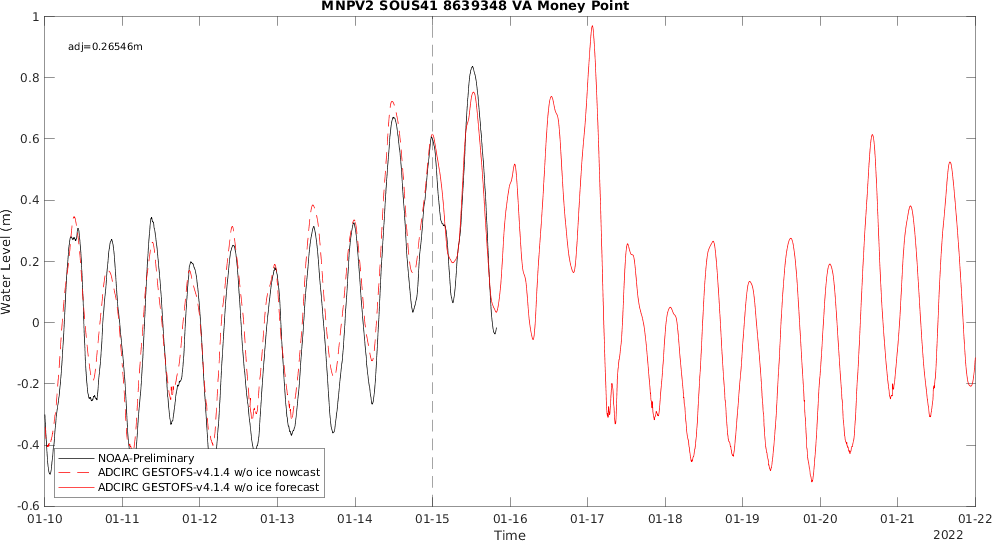 MNPV2 SOUS41 8639348 VA Money Point
adj=0.26546m
Water Level (m)
1
0.8
0.6
0.4
0.2
0
-0.2
-0.4
-0.6
NOAA-Preliminary
ADCIRC GESTOFS-v4.1.4 w/o ice nowcast
ADCIRC GESTOFS-v4.1.4 w/o ice forecast
01-10 01-11 01-12 01-13 01-14 01-15 01-16 01-17 01-18 01-19 01-20 01-21 01-22
Time
2022